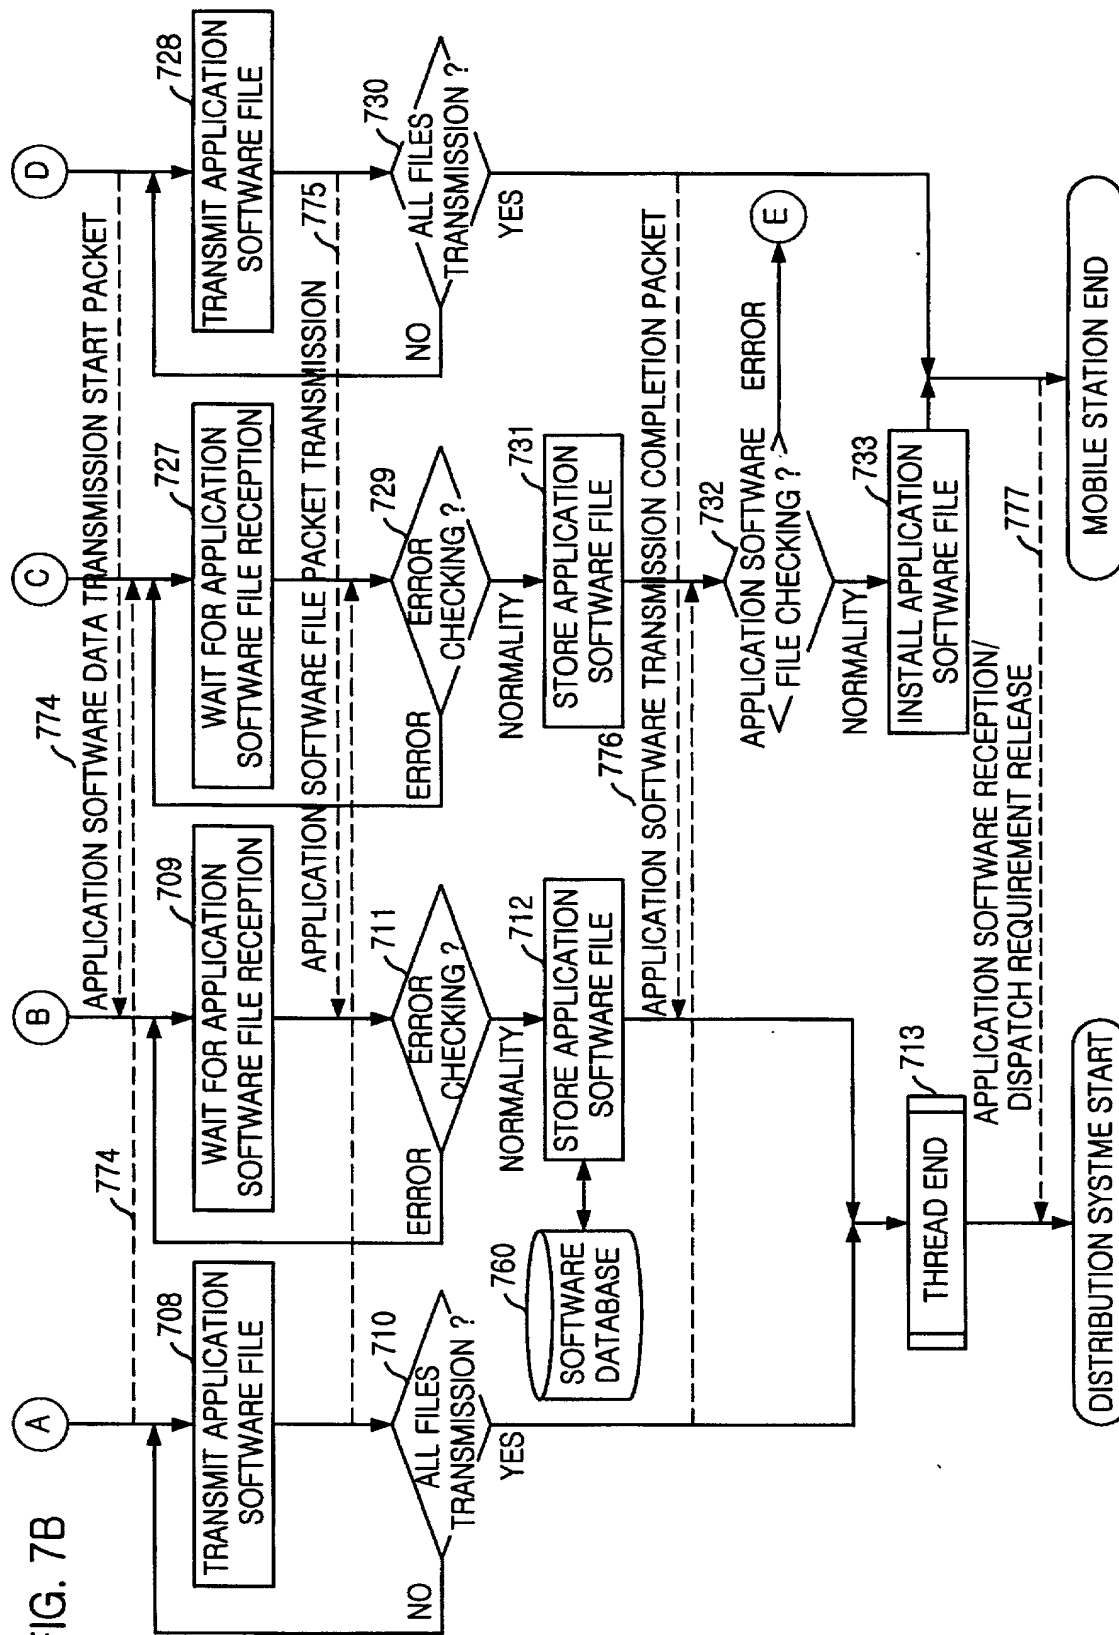 FIG. 7B
A
B
C
D
774
APPLICATION SOFTWARE DATA TRANSMISSION START PACKET
774
708
TRANSMIT APPLICATION
SOFTWARE FILE
709
WAIT FOR APPLICATION
SOFTWARE FILE RECEPTION
727
WAIT FOR APPLICATION
SOFTWARE FILE RECEPTION
728
TRANSMIT APPLICATION
SOFTWARE FILE
APPLICATION SOFTWARE FILE PACKET TRANSMISSION
775
710
ALL FILES
TRANSMISSION ?
NO
YES
711
ERROR
CHECKING ?
ERROR
NORMALITY
729
ERROR
CHECKING ?
ERROR
NORMALITY
730
ALL FILES
TRANSMISSION ?
NO
YES
760
SOFTWARE
DATABASE
712
STORE APPLICATION
SOFTWARE FILE
731
STORE APPLICATION
SOFTWARE FILE
776
APPLICATION SOFTWARE TRANSMISSION COMPLETION PACKET
732
APPLICATION SOFTWARE
FILE CHECKING ?
ERROR
E
NORMALITY
733
INSTALL APPLICATION
SOFTWARE FILE
713
THREAD END
APPLICATION SOFTWARE RECEPTION/
DISPATCH REQUIREMENT RELEASE
777
DISTRIBUTION SYSTME START
MOBILE STATION END